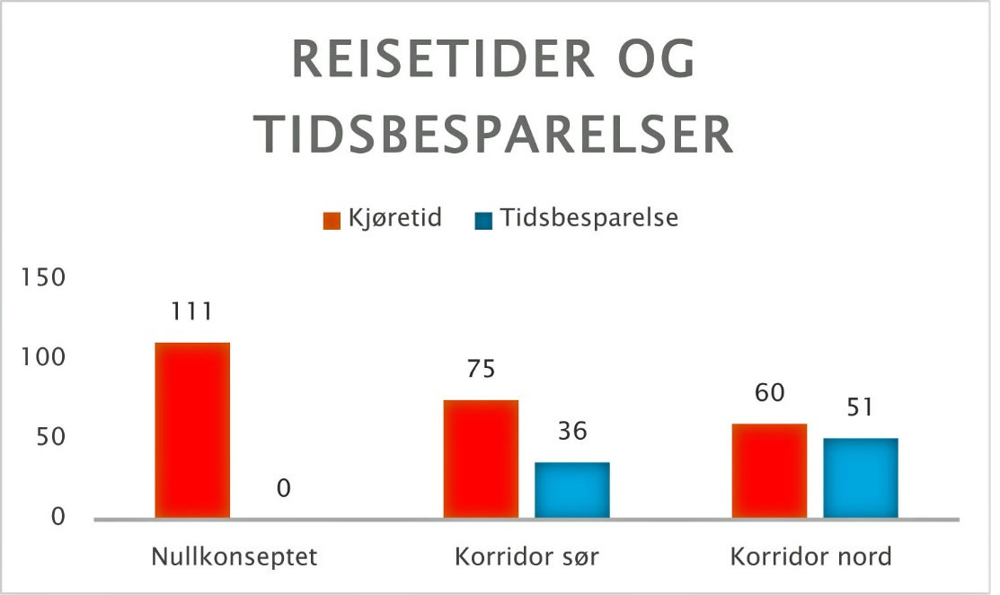 REISETIDER OG
TIDSBESPARELSER
Kjøretid Tidsbesparelse
150
100
50
0
111
0
75
36
60
51
Nullkonseptet Korridor sør Korridor nord